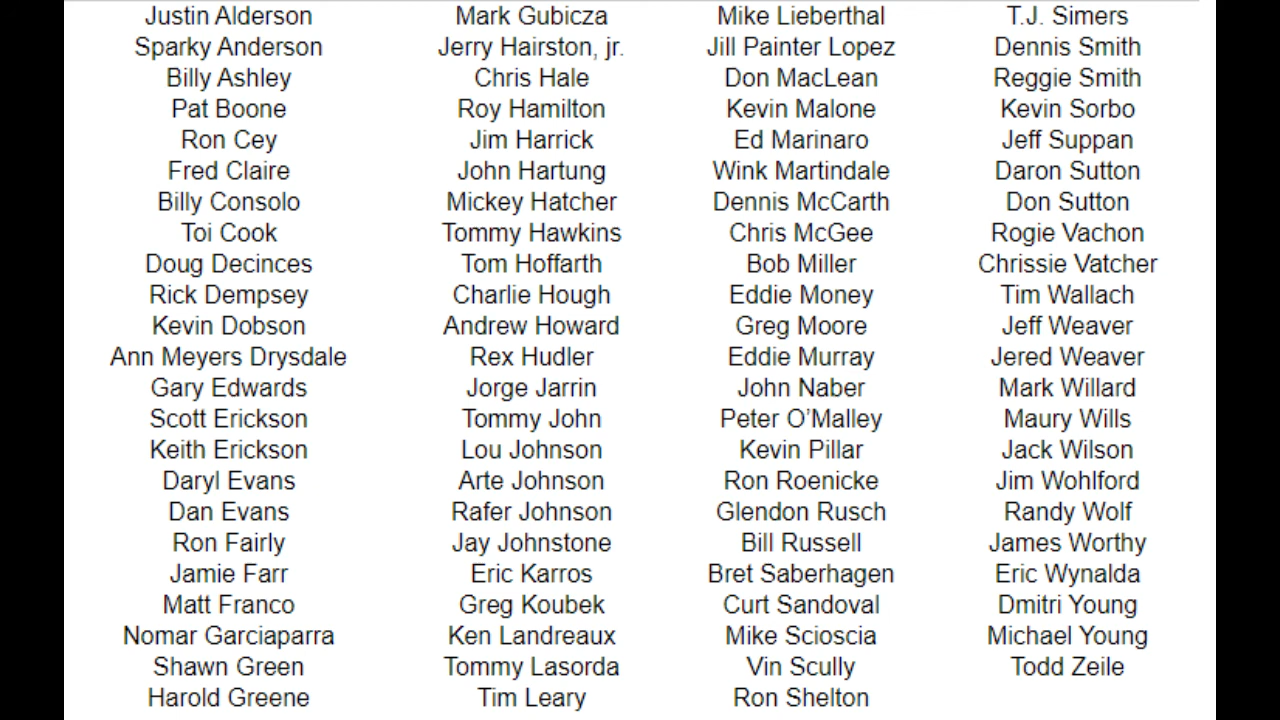 Justin Alderson
Sparky Anderson
Billy Ashley
Pat Boone
Ron Cey
Fred Claire
Billy Consolo
Toi Cook
Doug Decinces
Rick Dempsey
Kevin Dobson
Ann Meyers Drysdale
Gary Edwards
Scott Erickson
Keith Erickson
Daryl Evans
Dan Evans
Ron Fairly
Jamie Farr
Matt Franco
Nomar Garciaparra
Shawn Green
Harold Greene
Mark Gubicza
Jerry Hairston, jr.
Chris Hale
Roy Hamilton
Jim Harrick
John Hartung
Mickey Hatcher
Tommy Hawkins
Tom Hoffarth
Charlie Hough
Andrew Howard
Rex Hudler
Jorge Jarrin
Tommy John
Lou Johnson
Arte Johnson
Rafer Johnson
Jay Johnstone
Eric Karros
Greg Koubek
Ken Landreaux
Tommy Lasorda
Tim Leary
Mike Lieberthal
Jill Painter Lopez
Don MacLean
Kevin Malone
Ed Marinaro
Wink Martindale
Dennis McCarth
Chris McGee
Bob Miller
Eddie Money
Greg Moore
Eddie Murray
John Naber
Peter O’Malley
Kevin Pillar
Ron Roenicke
Glendon Rusch
Bill Russell
Bret Saberhagen
Curt Sandoval
Mike Scioscia
Vin Scully
Ron Shelton
T.J. Simers
Dennis Smith
Reggie Smith
Kevin Sorbo
Jeff Suppan
Daron Sutton
Don Sutton
Rogie Vachon
Chrissie Vatcher
Tim Wallach
Jeff Weaver
Jered Weaver
Mark Willard
Maury Wills
Jack Wilson
Jim Wohlford
Randy Wolf
James Worthy
Eric Wynalda
Dmitri Young
Michael Young
Todd Zeile